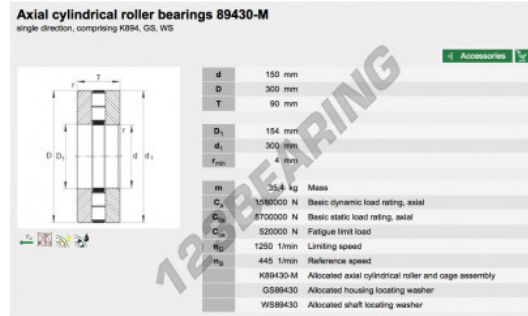 Axial cylindrical roller bearings 89430-M
single direction, comprising K894, GS, WS
Accessories
d 150 mm
D 300 mm
T 90 mm
D1 154 mm
d1 300 mm
rmin 4 mm
m 35,4 kg Mass
Ca 1580000 N Basic dynamic load rating, axial
C0a 5700000 N Basic static load rating, axial
Cua 520000 N Fatigue limit load
nG 1250 1/min Limiting speed
nB 445 1/min Reference speed
K89430-M Allocated axial cylindrical roller and cage assembly
GS89430 Allocated housing locating washer
WS89430 Allocated shaft locating washer
T
r
r
D D1 d d1
Fa
123BEARING